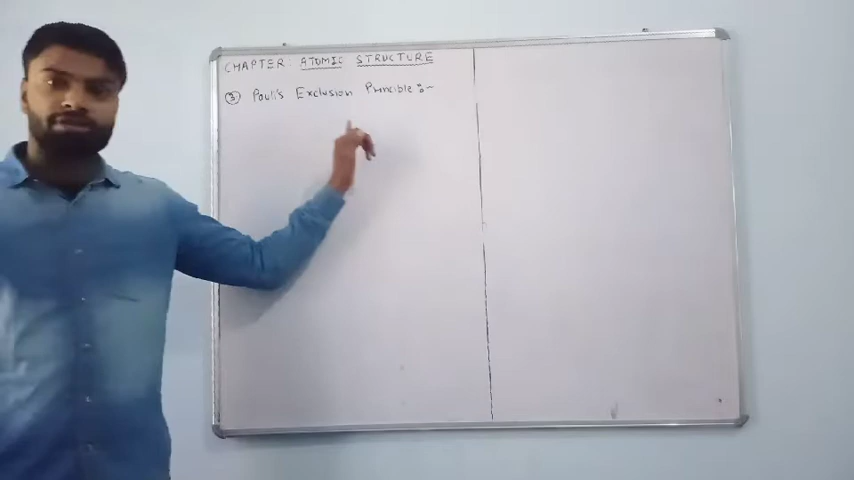 CHAPTER: ATOMIC STRUCTURE
③ Pauli's Exclusion Principle :-